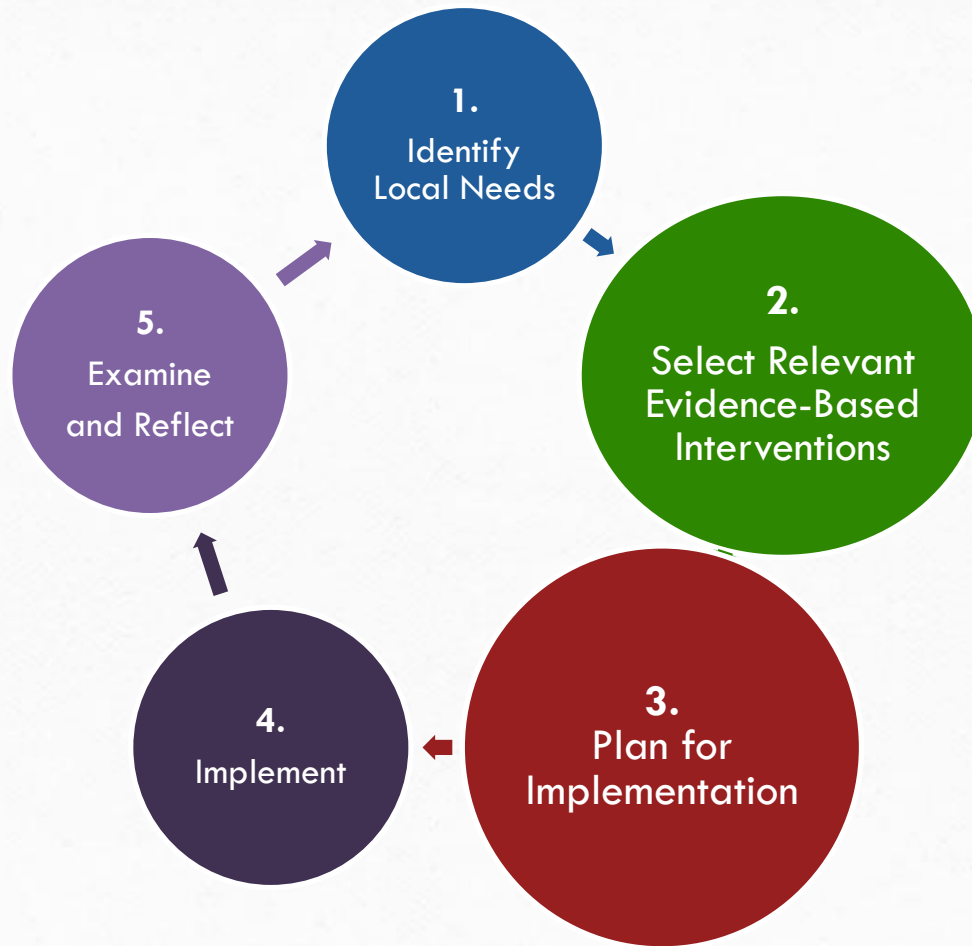 1.
Identify
Local Needs
2.
Select Relevant
Evidence-Based
Interventions
3.
Plan for
Implementation
4.
Implement
5.
Examine
and Reflect